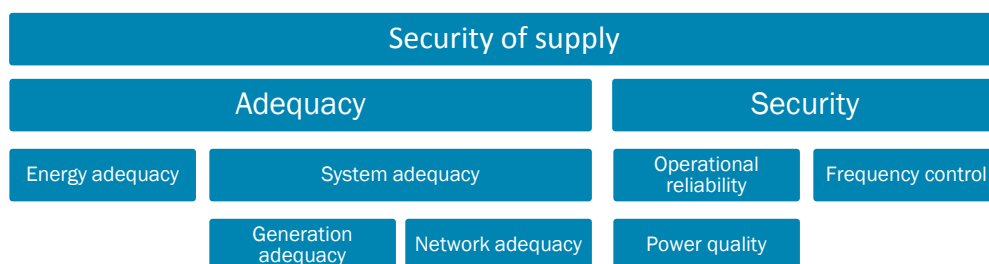 Security of supply
Adequacy
Security
Energy adequacy
System adequacy
Operational
reliability
Frequency control
Generation
adequacy
Network adequacy
Power quality